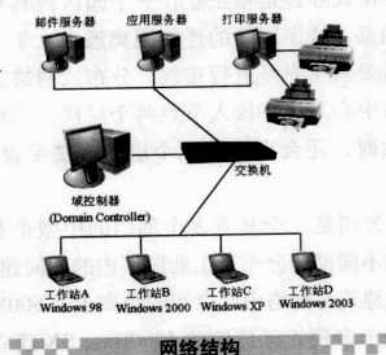 邮件服务器 应用服务器 打印服务器
交换机
域控制器
(Domain Controller)
工作站A 工作站B 工作站C 工作站D
Windows 98 Windows 2000 Windows XP Windows 2003
网络结构